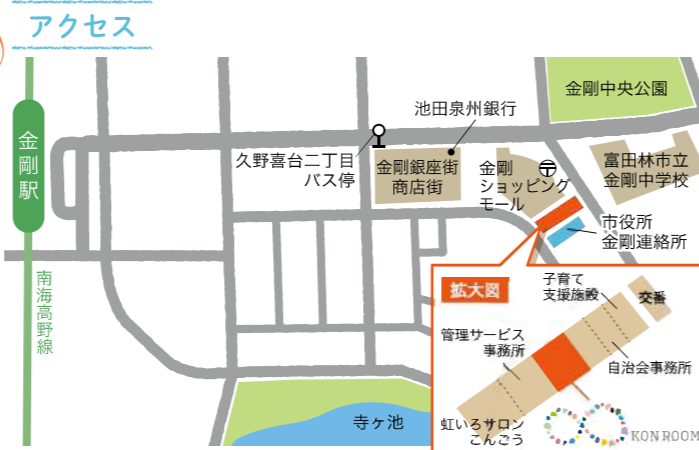 アクセス
金剛中央公園
池田泉州銀行
金剛駅
久野喜台二丁目
バス停
金剛銀座街
商店街
金剛
ショッピング
モール
富田林市立
金剛中学校
市役所
金剛連絡所
南海高野線
拡大図
子育て
支援施設
交番
管理サービス
事務所
自治会事務所
虹いろサロン
こんごう
寺ヶ池
KONROOM